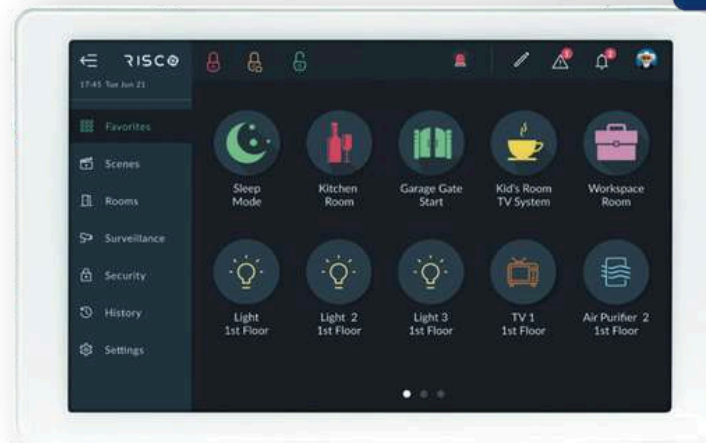 RISCO
17:45 Tue Jun 21
Favorites
Scenes
Rooms
Surveillance
Security
History
Settings
Sleep
Mode
Kitchen
Room
Garage Gate
Start
Kid's Room
TV System
Workspace
Room
Light
1st Floor
Light 2
1st Floor
Light 3
1st Floor
TV 1
1st Floor
Air Purifier 2
1st Floor